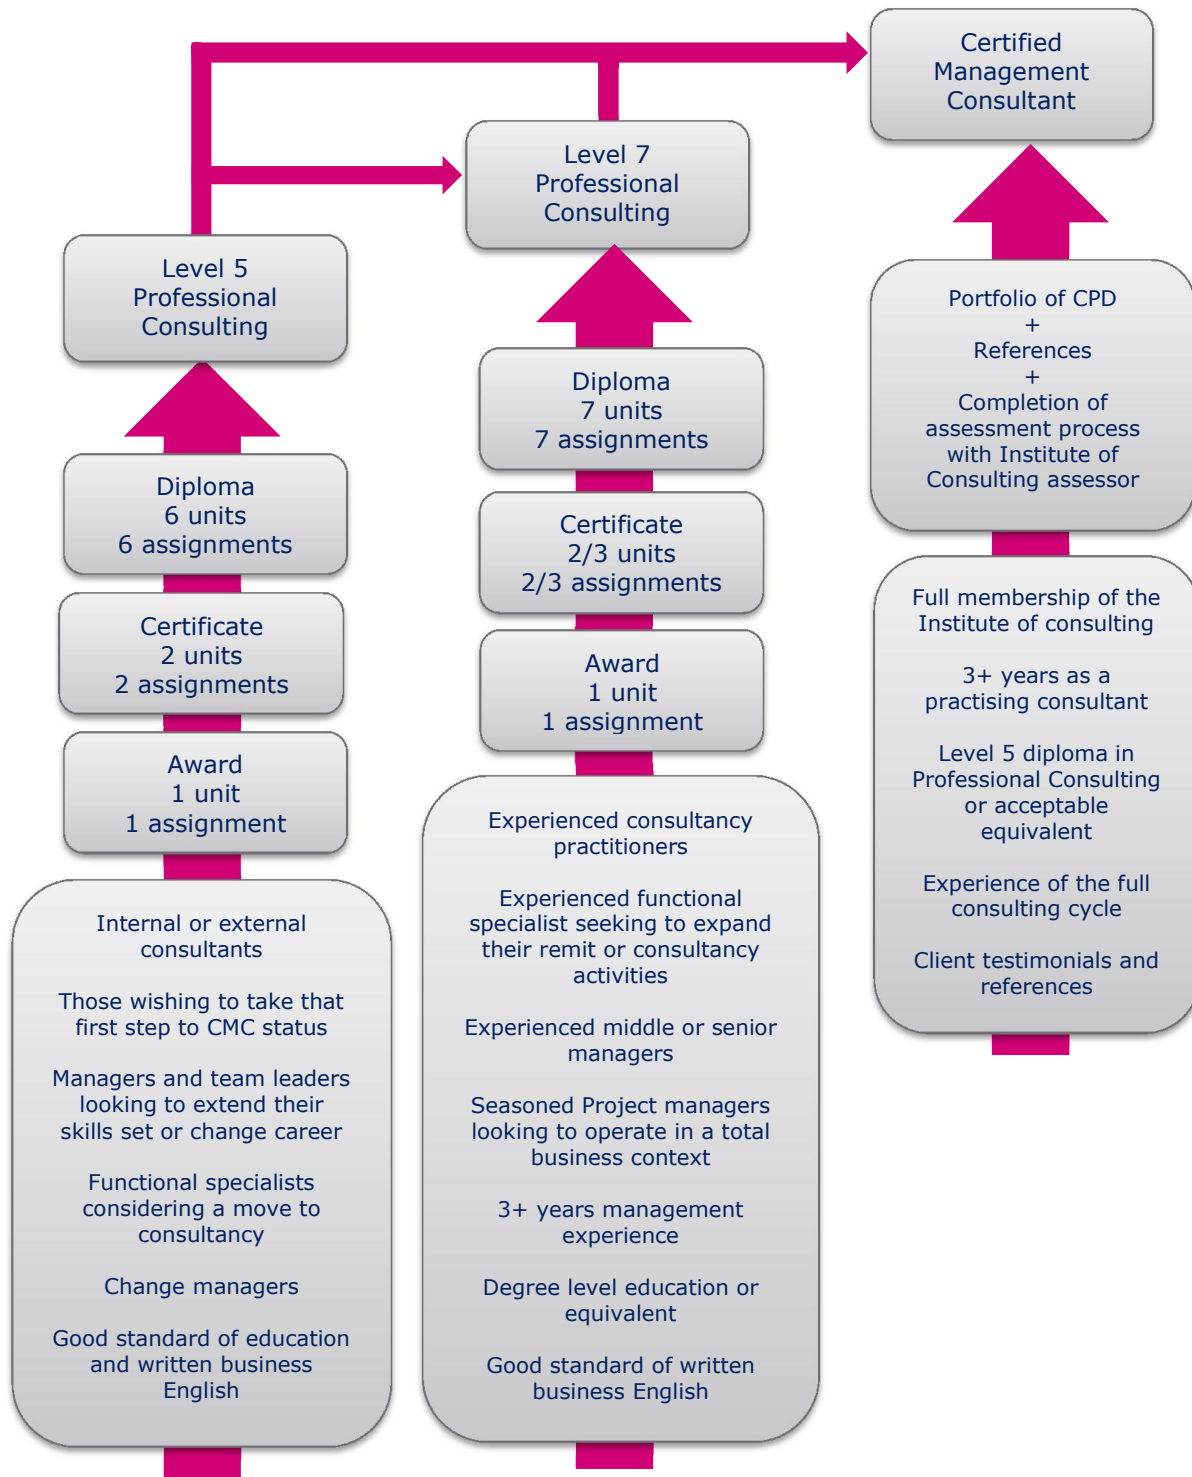 Certified
Management
Consultant
Level 7
Professional
Consulting
Level 5
Professional
Consulting
Diploma
6 units
6 assignments
Certificate
2 units
2 assignments
Award
1 unit
1 assignment
Internal or external
consultants
Those wishing to take that
first step to CMC status
Managers and team leaders
looking to extend their
skills set or change career
Functional specialists
considering a move to
consultancy
Change managers
Good standard of education
and written business
English
Diploma
7 units
7 assignments
Certificate
2/3 units
2/3 assignments
Award
1 unit
1 assignment
Experienced consultancy
practitioners
Experienced functional
specialist seeking to expand
their remit or consultancy
activities
Experienced middle or senior
managers
Seasoned Project managers
looking to operate in a total
business context
3+ years management
experience
Degree level education or
equivalent
Good standard of written
business English
Portfolio of CPD
+
References
+
Completion of
assessment process
with Institute of
Consulting assessor
Full membership of the
Institute of consulting
3+ years as a
practising consultant
Level 5 diploma in
Professional Consulting
or acceptable
equivalent
Experience of the full
consulting cycle
Client testimonials and
references